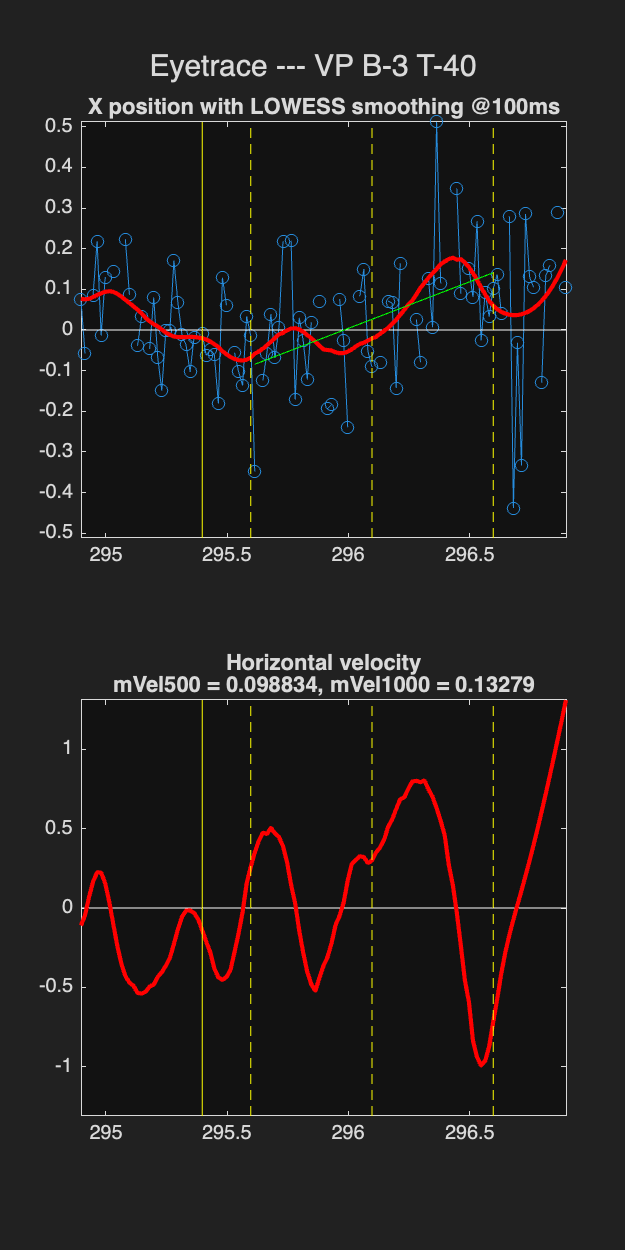 Eyetrace --- VP B-3 T-40
X position with LOWESS smoothing @100ms
0.5
0.4
0.3
0.2
0.1
0
-0.1
-0.2
-0.3
-0.4
-0.5
295 295.5 296 296.5
Horizontal velocity
mVel500 = 0.098834, mVel1000 = 0.13279
1
0.5
0
-0.5
-1
295 295.5 296 296.5